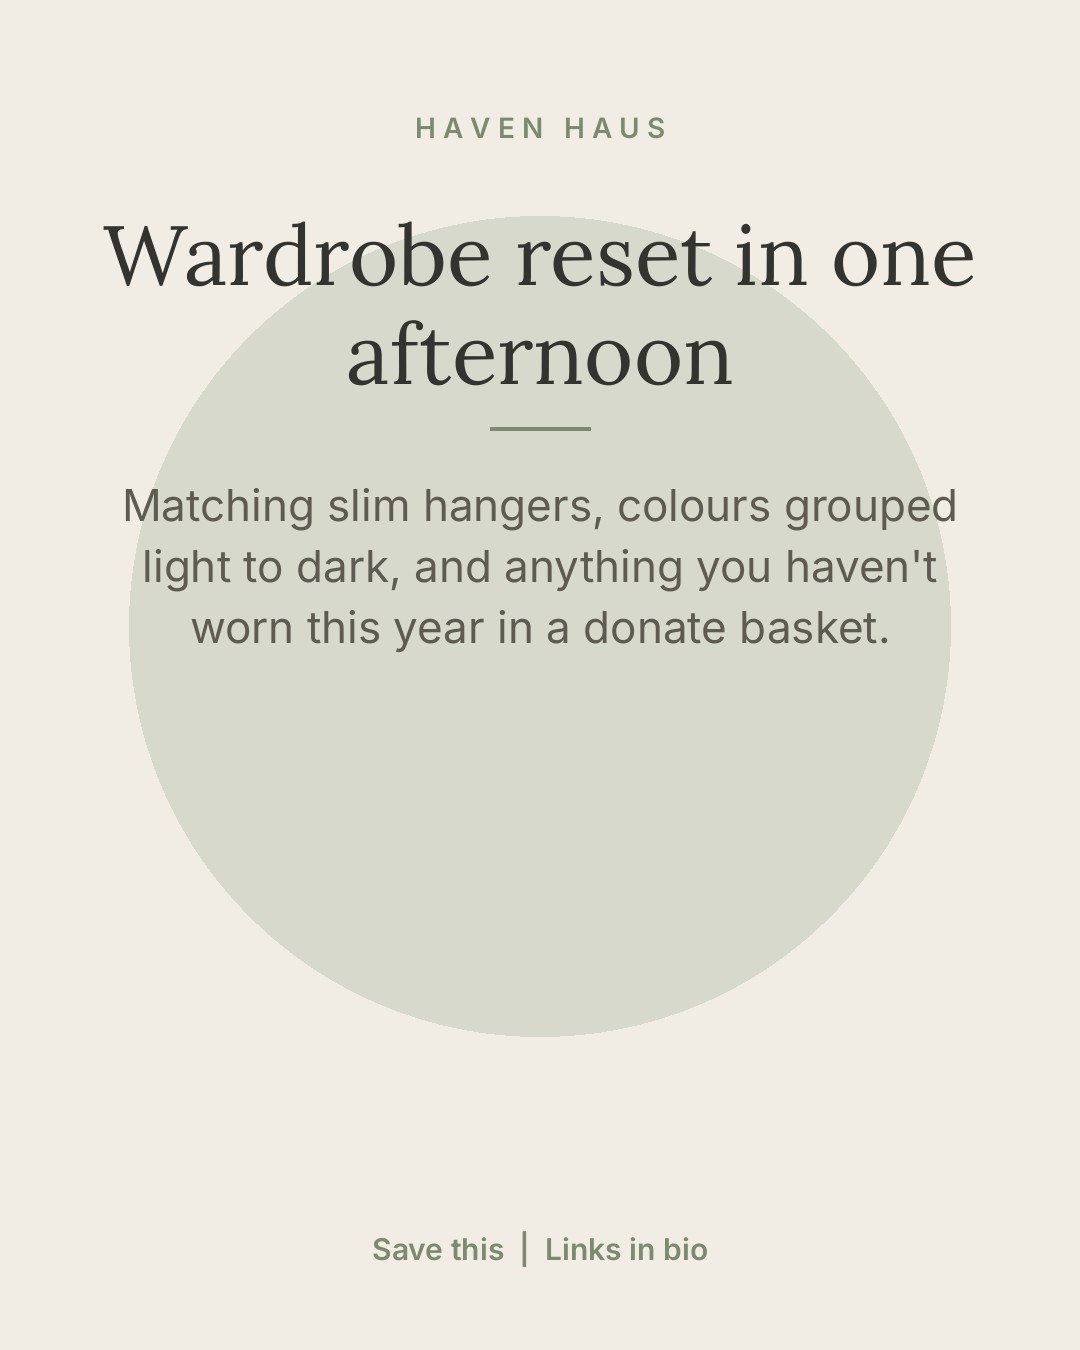 HAVEN HAUS
Wardrobe reset in one
afternoon
Matching slim hangers, colours grouped
light to dark, and anything you haven't
worn this year in a donate basket.
Save this | Links in bio